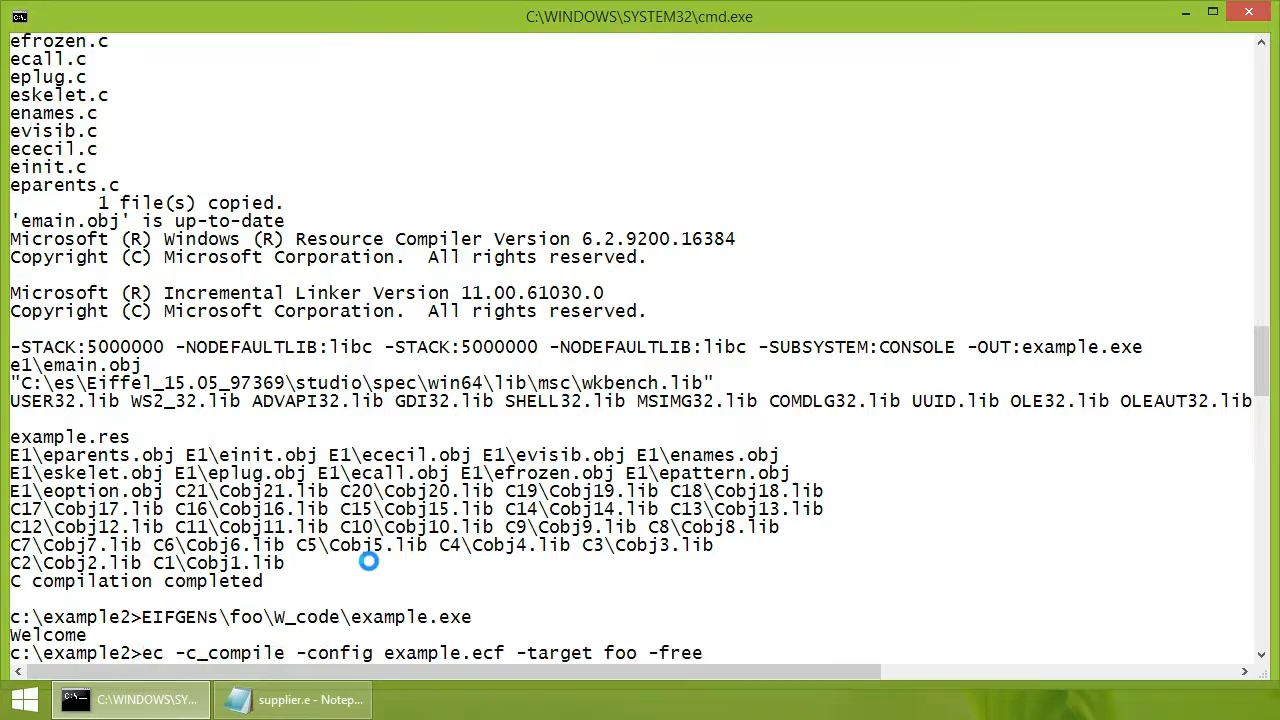 C:\WINDOWS\SYSTEM32\cmd.exe
efrozen.c
ecall.c
eplug.c
eskelet.c
enames.c
evisib.c
ececil.c
einit.c
eparents.c
        1 file(s) copied.
'emain.obj' is up-to-date
Microsoft (R) Windows (R) Resource Compiler Version 6.2.9200.16384
Copyright (C) Microsoft Corporation.  All rights reserved.
Microsoft (R) Incremental Linker Version 11.00.61030.0
Copyright (C) Microsoft Corporation.  All rights reserved.
-STACK:5000000 -NODEFAULTLIB:libc -STACK:5000000 -NODEFAULTLIB:libc -SUBSYSTEM:CONSOLE -OUT:example.exe
e1\emain.obj
"C:\es\Eiffel_15.05_97369\studio\spec\win64\lib\msc\wkbench.lib"
USER32.lib WS2_32.lib ADVAPI32.lib GDI32.lib SHELL32.lib MSIMG32.lib COMDLG32.lib UUID.lib OLE32.lib OLEAUT32.lib
example.res
E1\eparents.obj E1\einit.obj E1\ececil.obj E1\evisib.obj E1\enames.obj
E1\eskelet.obj E1\eplug.obj E1\ecall.obj E1\efrozen.obj E1\epattern.obj
E1\eoption.obj C21\Cobj21.lib C20\Cobj20.lib C19\Cobj19.lib C18\Cobj18.lib
C17\Cobj17.lib C16\Cobj16.lib C15\Cobj15.lib C14\Cobj14.lib C13\Cobj13.lib
C12\Cobj12.lib C11\Cobj11.lib C10\Cobj10.lib C9\Cobj9.lib C8\Cobj8.lib
C7\Cobj7.lib C6\Cobj6.lib C5\Cobj5.lib C4\Cobj4.lib C3\Cobj3.lib
C2\Cobj2.lib C1\Cobj1.lib
C compilation completed
c:\example2>EIFGENs\foo\W_code\example.exe
Welcome
c:\example2>ec -c_compile -config example.ecf -target foo -free
C:\WINDOWS\SY...
supplier.e - Notep...